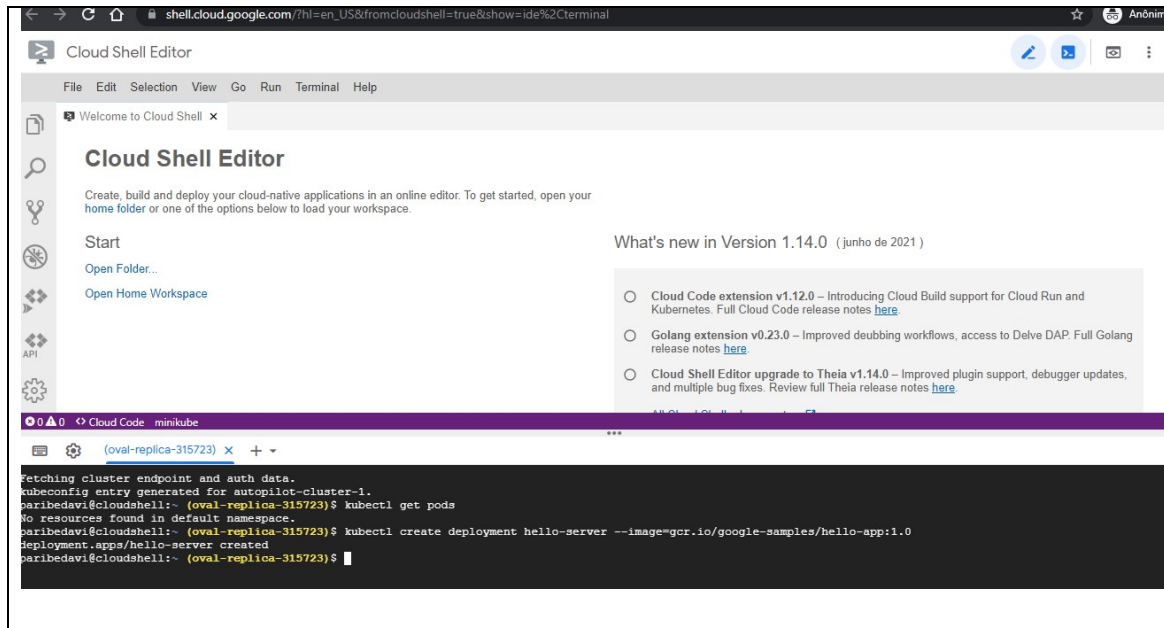 shell.cloud.google.com/?hl=en_US&fromcloudshell=true&show=ide%2Cterminal
Anônim
Cloud Shell Editor
File Edit Selection View Go Run Terminal Help
Welcome to Cloud Shell
Cloud Shell Editor
Create, build and deploy your cloud-native applications in an online editor. To get started, open your
home folder or one of the options below to load your workspace.
Start
Open Folder...
Open Home Workspace
What's new in Version 1.14.0 ( junho de 2021 )
Cloud Code extension v1.12.0 – Introducing Cloud Build support for Cloud Run and
Kubernetes. Full Cloud Code release notes here.
Golang extension v0.23.0 – Improved deubbing workflows, access to Delve DAP. Full Golang
release notes here.
Cloud Shell Editor upgrade to Theia v1.14.0 – Improved plugin support, debugger updates,
and multiple bug fixes. Review full Theia release notes here.
API
0 0 Cloud Code minikube
(oval-replica-315723)
Fetching cluster endpoint and auth data.
kubeconfig entry generated for autopilot-cluster-1.
paribedavi@cloudshell:~ (oval-replica-315723)$ kubectl get pods
No resources found in default namespace.
paribedavi@cloudshell:~ (oval-replica-315723)$ kubectl create deployment hello-server --image=gcr.io/google-samples/hello-app:1.0
deployment.apps/hello-server created
paribedavi@cloudshell:~ (oval-replica-315723)$